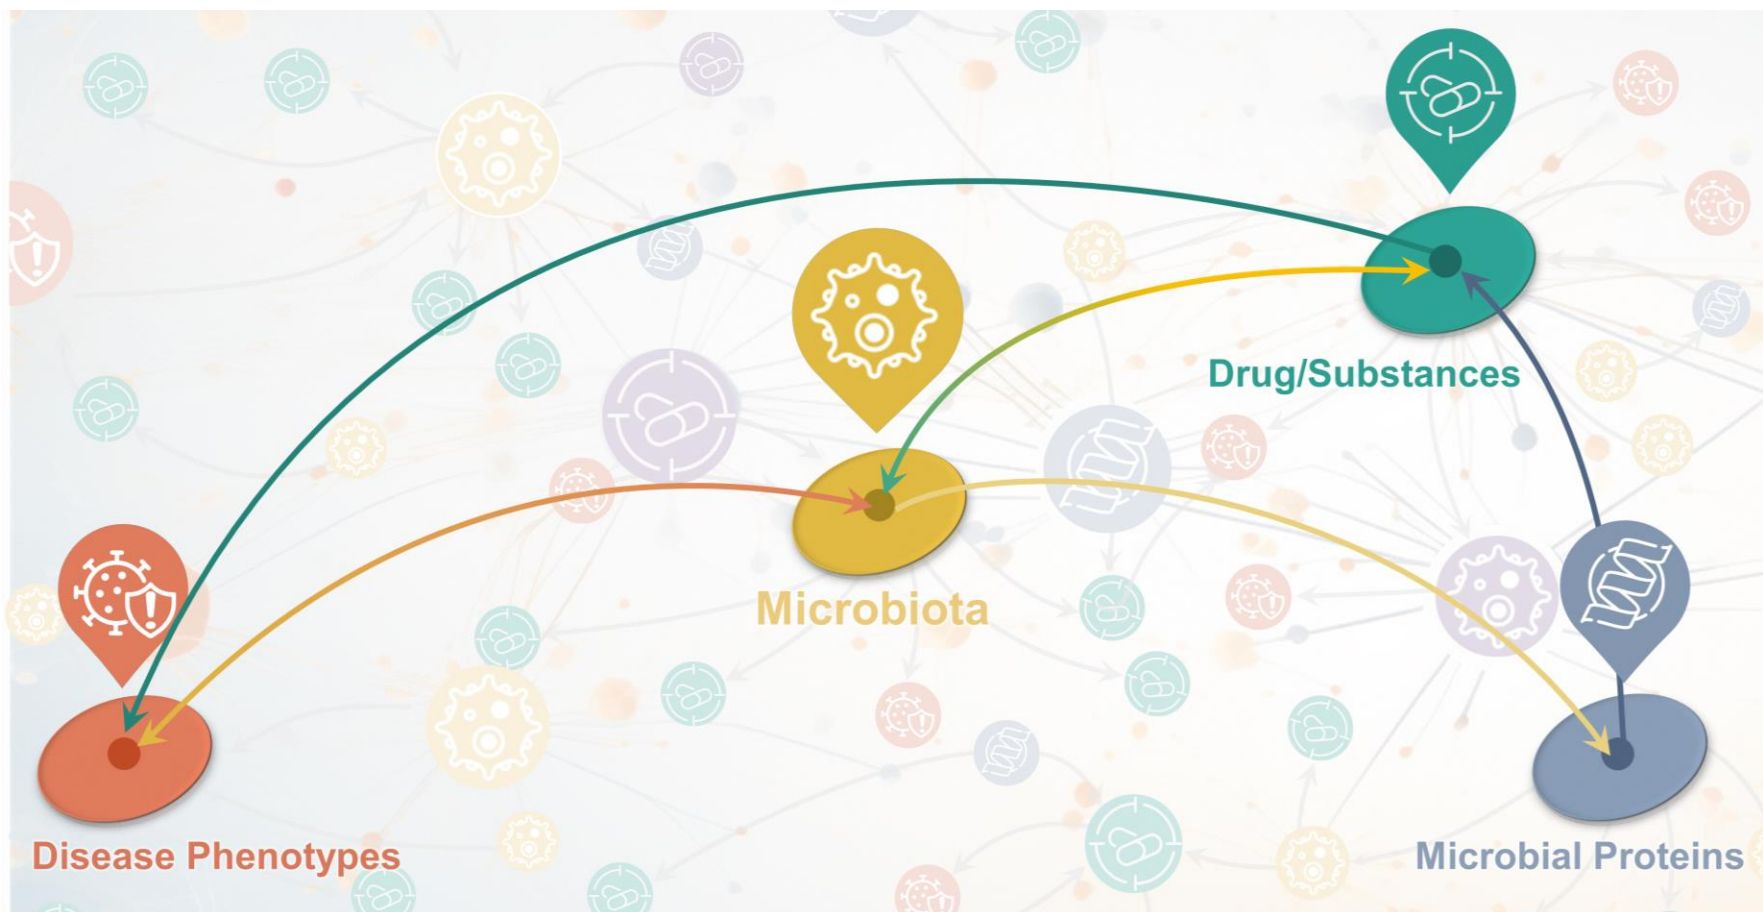 Drug/Substances
Microbiota
Disease Phenotypes
Microbial Proteins